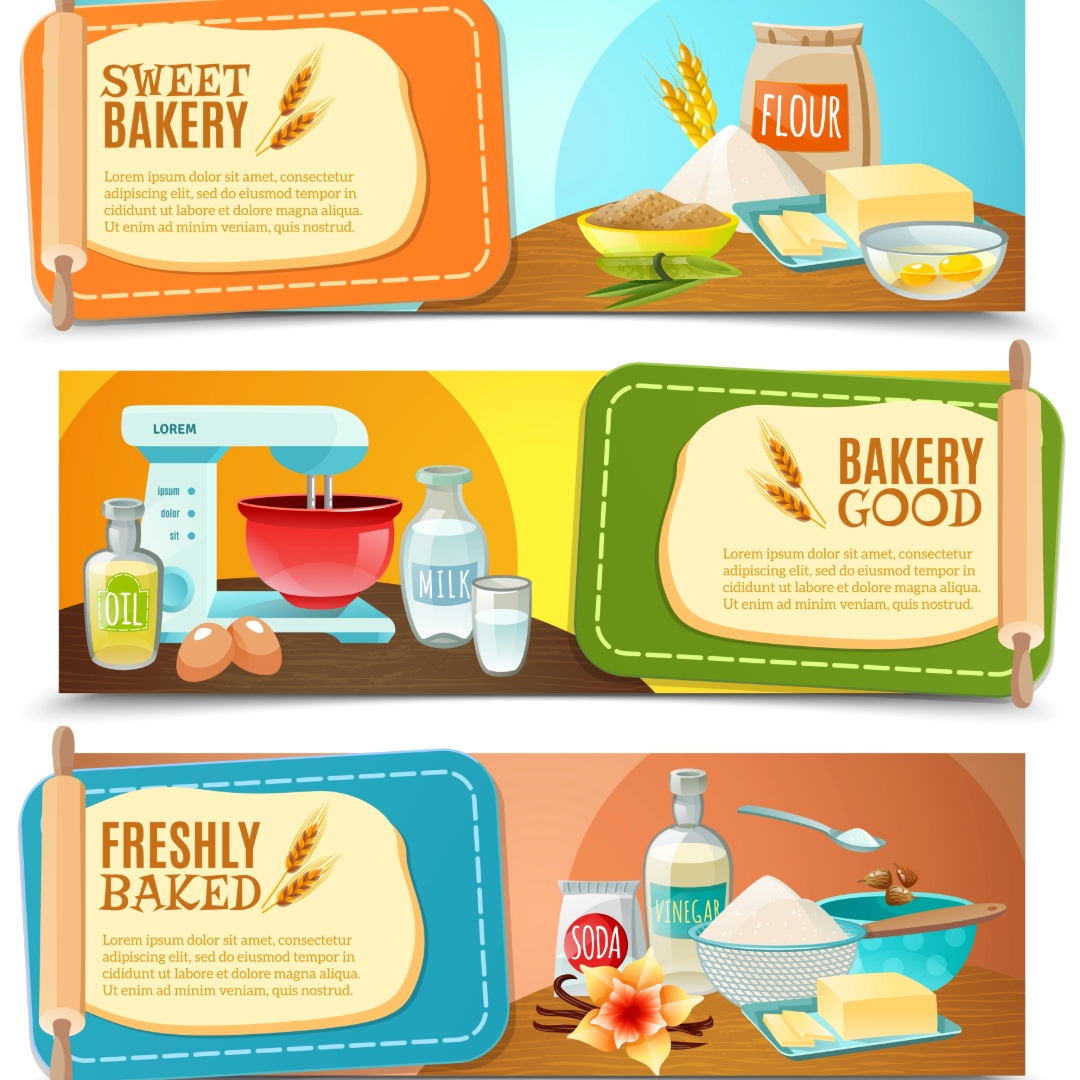 SWEET
BAKERY
Lorem ipsum dolor sit amet, consectetur
adipiscing elit, sed do eiusmod tempor in
cididunt ut labore et dolore magna aliqua.
Ut enim ad minim veniam, quis nostrud.
FLOUR
LOREM
ipsum
dolor
sit
OIL
MILK
BAKERY
GOOD
Lorem ipsum dolor sit amet, consectetur
adipiscing elit, sed do eiusmod tempor in
cididunt ut labore et dolore magna aliqua.
Ut enim ad minim veniam, quis nostrud.
FRESHLY
BAKED
Lorem ipsum dolor sit amet, consectetur
adipiscing elit, sed do eiusmod tempor in
cididunt ut labore et dolore magna aliqua.
Ut enim ad minim veniam, quis nostrud.
SODA
VINEGAR